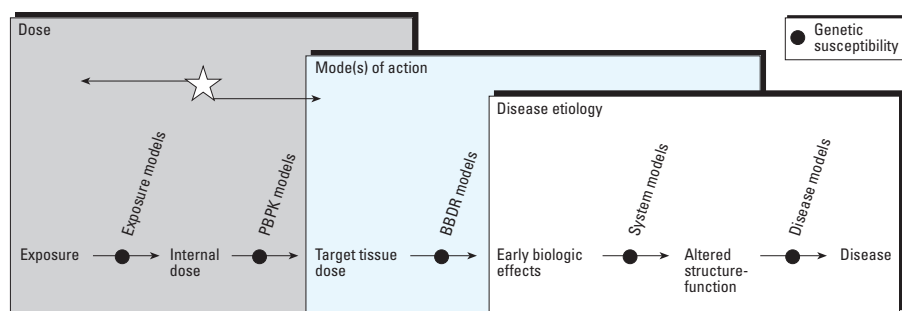 Dose
Genetic
susceptibility
Mode(s) of action
Disease etiology
Exposure models
PBPK models
BBDR models
System models
Disease models
Exposure
Internal
dose
Target tissue
dose
Early biologic
effects
Altered
structure-
function
Disease